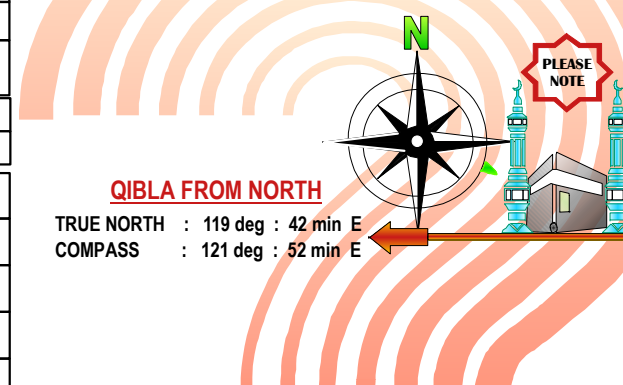 N
PLEASE
NOTE
QIBLA FROM NORTH
TRUE NORTH : 119 deg : 42 min E
COMPASS : 121 deg : 52 min E